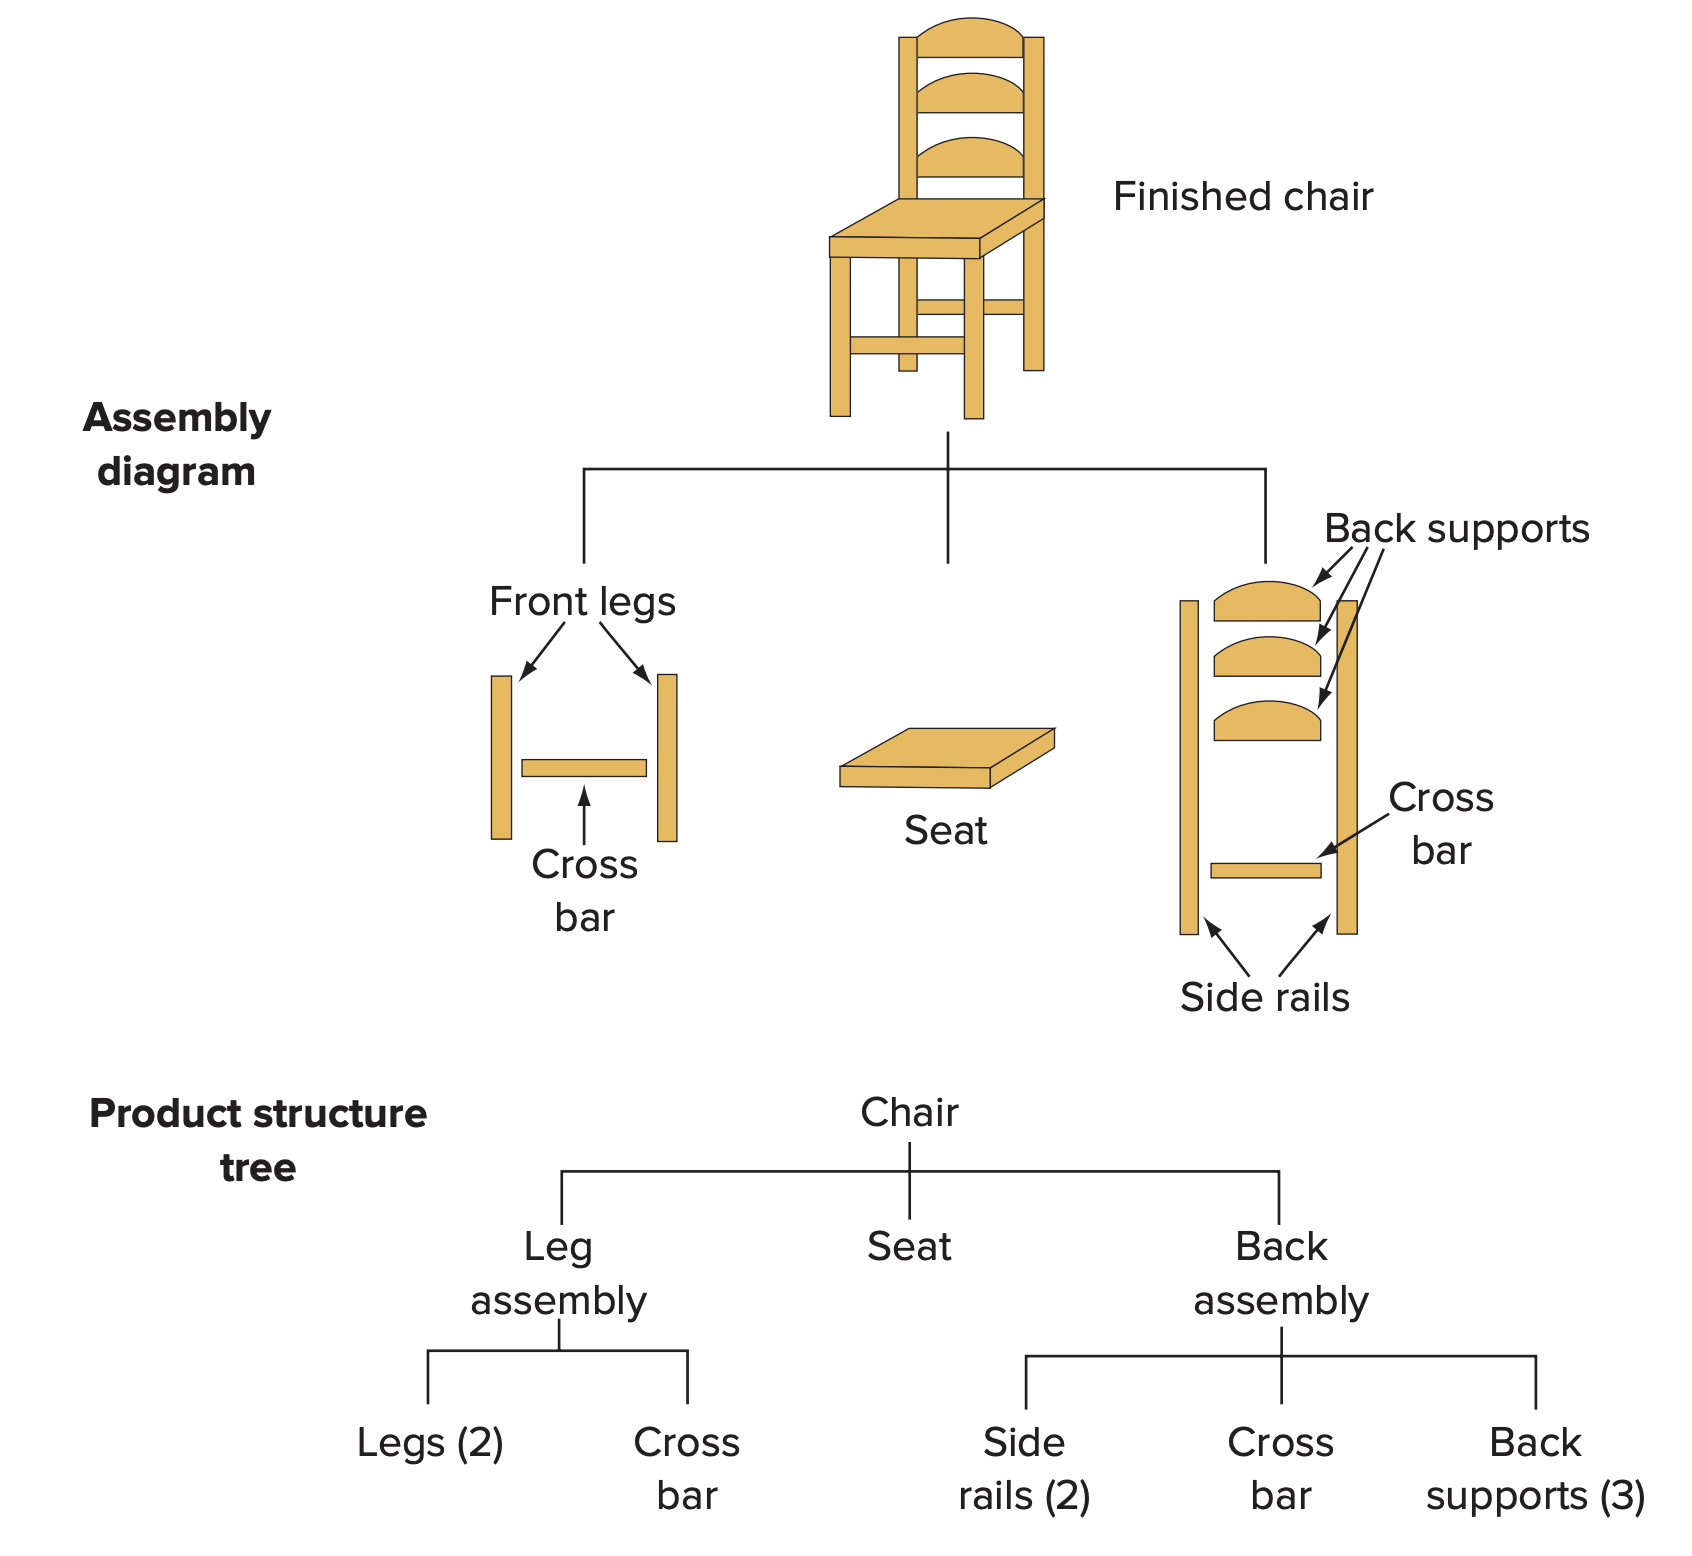 Finished chair
Assembly
diagram
Back supports
Front legs
Cross
bar
Seat
Cross
bar
Side rails
Product structure
tree
Chair
Leg
assembly
Seat
Back
assembly
Legs (2)
Cross
bar
Side
rails (2)
Cross
bar
Back
supports (3)